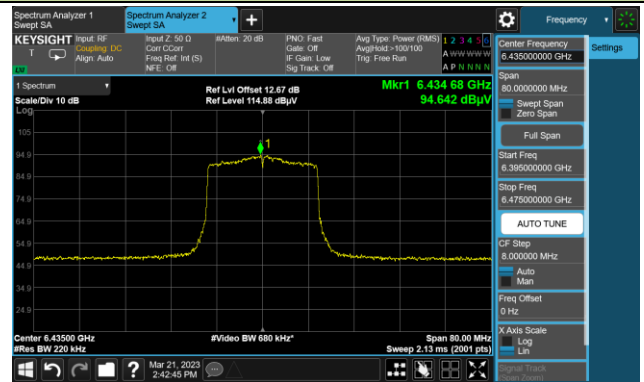 Spectrum Analyzer 1
Swept SA
Spectrum Analyzer 2
Swept SA
Frequency
KEYSIGHT
T
LW
Input: RF
Coupling: DC
Align: Auto
Input Z: 50 Ω
Corr CCorr
Freq Ref: Int (S)
NFE: Off
#Atten: 20 dB
PNO: Fast
Gate: Off
IF Gain: Low
Sig Track: Off
Avg Type: Power (RMS)
Avg|Hold:>100/100
Trig: Free Run
1 2 3 4 5 6
A W W W W W
A P N N N N
1 Spectrum
Scale/Div 10 dB
Log
Ref Lvl Offset 12.67 dB
Ref Level 114.88 dBµV
Mkr1 6.434 68 GHz
94.642 dBµV
1
105
94.9
84.9
74.9
64.9
54.9
44.9
34.9
24.9
Center 6.43500 GHz
#Res BW 220 kHz
#Video BW 680 kHz*
Span 80.00 MHz
Sweep 2.13 ms (2001 pts)
Center Frequency
6.435000000 GHz
Settings
Span
80.0000000 MHz
Swept Span
Zero Span
Full Span
Start Freq
6.395000000 GHz
Stop Freq
6.475000000 GHz
AUTO TUNE
CF Step
8.000000 MHz
Auto
Man
Freq Offset
0 Hz
X Axis Scale
Log
Lin
Signal Track
(Span Zoom)
Mar 21, 2023
2:42:45 PM